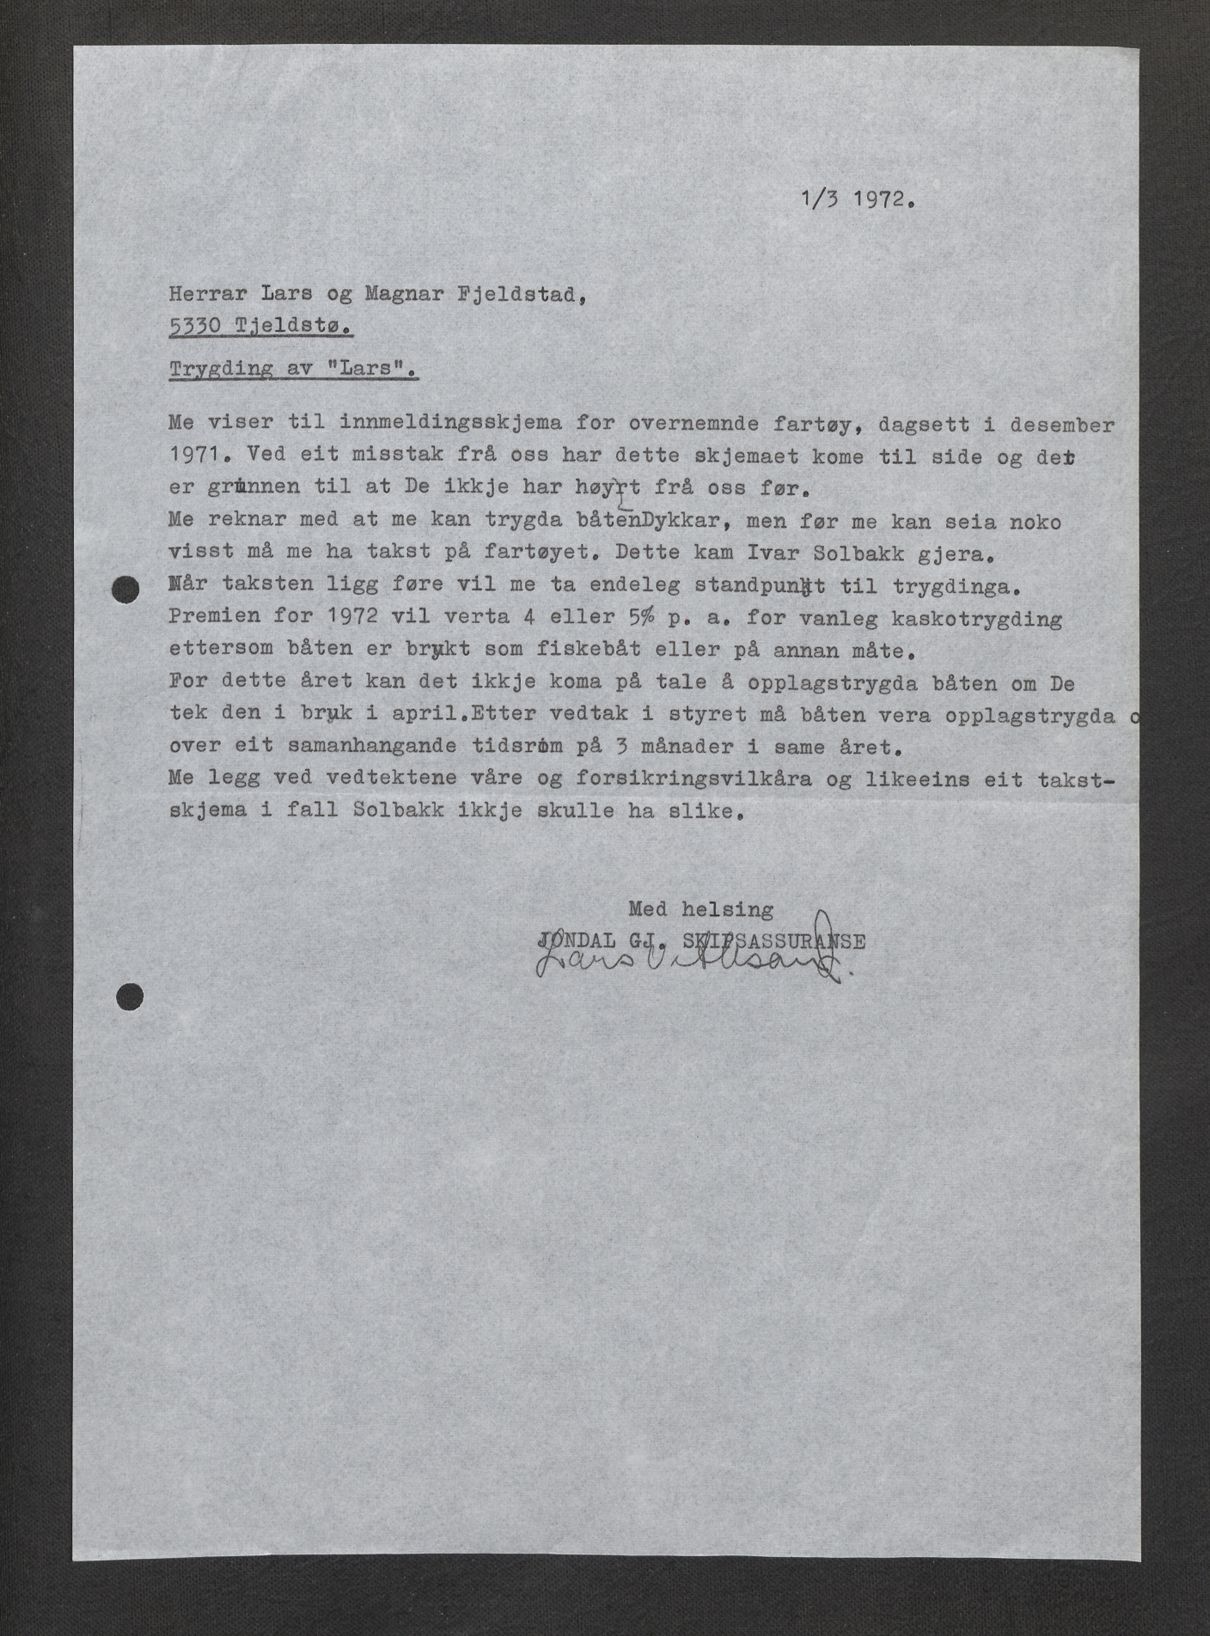 1/3 1972.
Herrar Lars og Magnar Fjeldstad,
5330 Tjeldstø.
Trygding av "Lars".
Me viser til innmeldingsskjema for overnemnde fartøy, dagsett i desember
1971. Ved eit misstak frå oss har dette skjemaet kome til side og det
er grunnen til at De ikkje har høyrt frå oss før.
Me reknar med at me kan trygda båtenDykkar, men før me kan seia noko
visst må me ha takst på fartøyet. Dette kam Ivar Solbakk gjera.
Når taksten ligg føre vil me ta endeleg standpunkt til trygdinga.
Premien for 1972 vil verta 4 eller 5% p. a. for vanleg kaskotrygding
ettersom båten er brukt som fiskebåt eller på annan måte.
For dette året kan det ikkje koma på tale å opplagstrygda båten om De
tek den i bruk i april.Etter vedtak i styret må båten vera opplagstrygda o
over eit samanhangande tidsrom på 3 månader i same året.
Me legg ved vedtektene våre og forsikringsvilkåra og likeeins eit takst-
skjema i fall Solbakk ikkje skulle ha slike.
Med helsing
JONDAL GJ. SKIPSASSURANSE
Lars